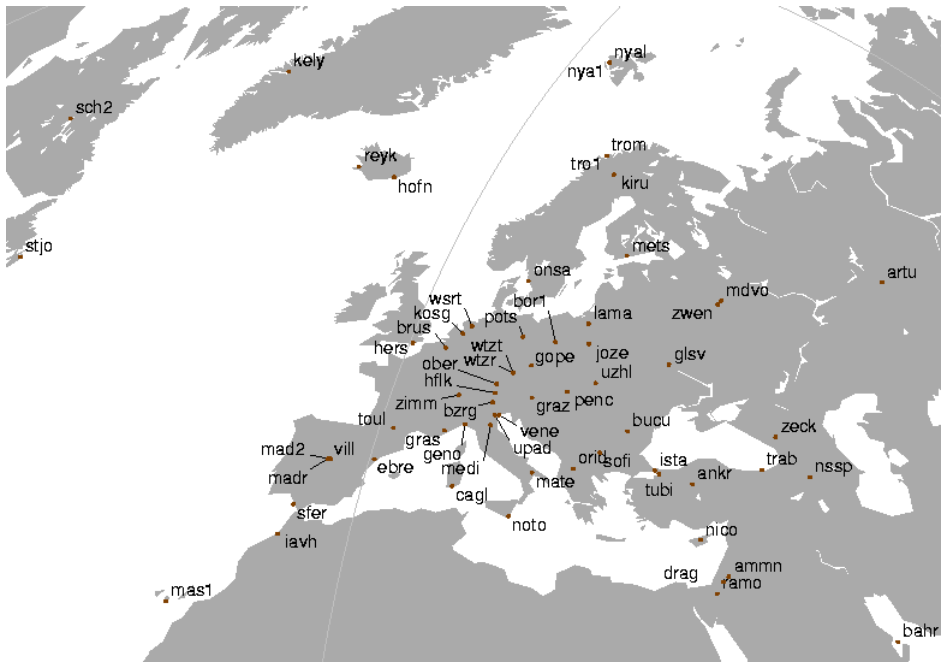 kely
nyal
nya1
sch2
reyk
hofn
trom
tro1
kiru
stjo
mets
onsa
artu
mdvo
zwen
wsrt
kosg
brus
hers
bor1
pots
lama
wtzt
wtzr
ober
hflk
gope
joze
glsv
uzhl
zimm
bzrg
graz
penc
toul
gras
geno
medi
vene
upad
bucu
zeck
mad2
vill
madr
ebre
cagl
mate
orid
sofi
ista
tubi
ankr
trab
nssp
sfer
noto
iavh
nico
drag
ammn
ramo
mas1
bahr